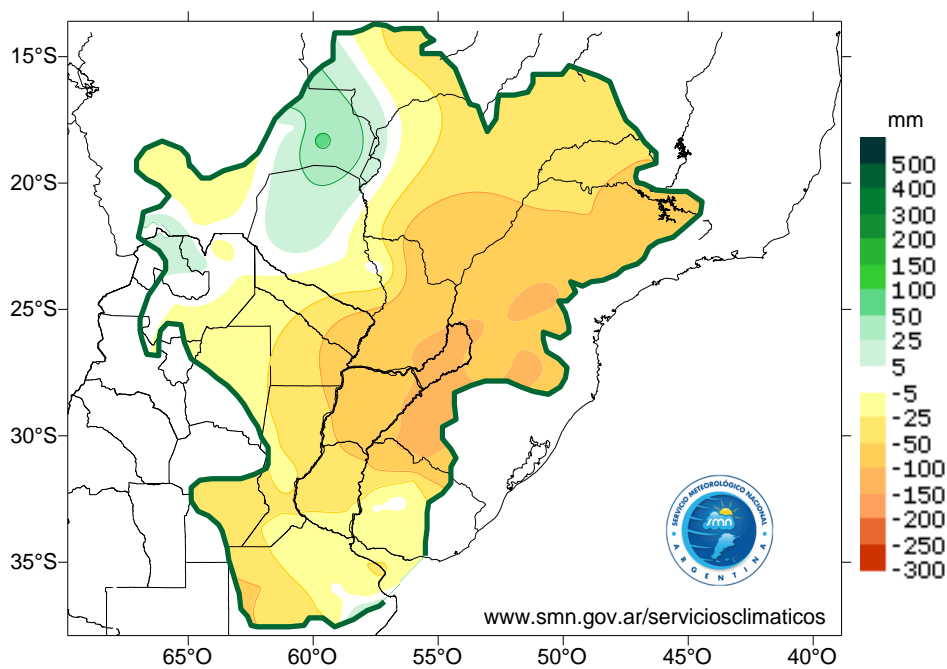 15°S
20°S
25°S
30°S
35°S
65°O
60°O
55°O
50°O
45°O
40°O
mm
500
400
300
200
150
100
50
25
5
-5
-25
-50
-100
-150
-200
-250
-300
SERVICIO METEOROLÓGICO NACIONAL
smn
ARGENTINA
www.smn.gov.ar/serviciosclimaticos